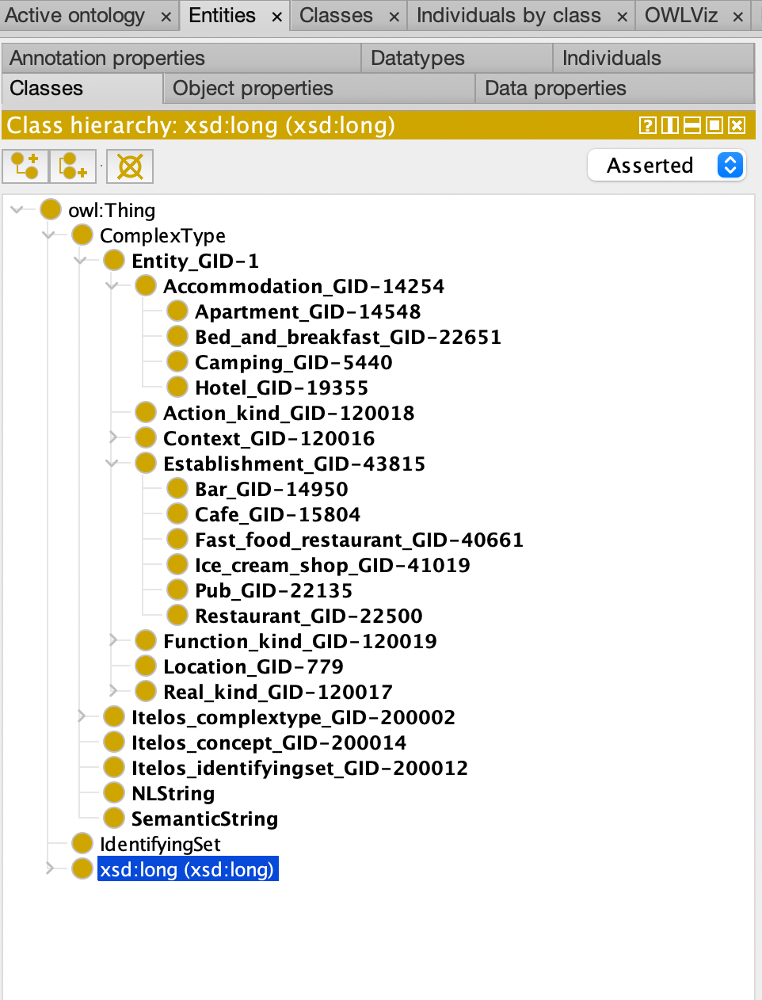 Active ontology × Entities × Classes × Individuals by class × OWLViz ×
Annotation properties Datatypes Individuals
Classes Object properties Data properties
Class hierarchy: xsd:long (xsd:long)
Asserted
owl:Thing
ComplexType
Entity_GID-1
Accommodation_GID-14254
Apartment_GID-14548
Bed_and_breakfast_GID-22651
Camping_GID-5440
Hotel_GID-19355
Action_kind_GID-120018
Context_GID-120016
Establishment_GID-43815
Bar_GID-14950
Cafe_GID-15804
Fast_food_restaurant_GID-40661
Ice_cream_shop_GID-41019
Pub_GID-22135
Restaurant_GID-22500
Function_kind_GID-120019
Location_GID-779
Real_kind_GID-120017
Itelos_complextype_GID-200002
Itelos_concept_GID-200014
Itelos_identifyingset_GID-200012
NLString
SemanticString
IdentifyingSet
xsd:long (xsd:long)